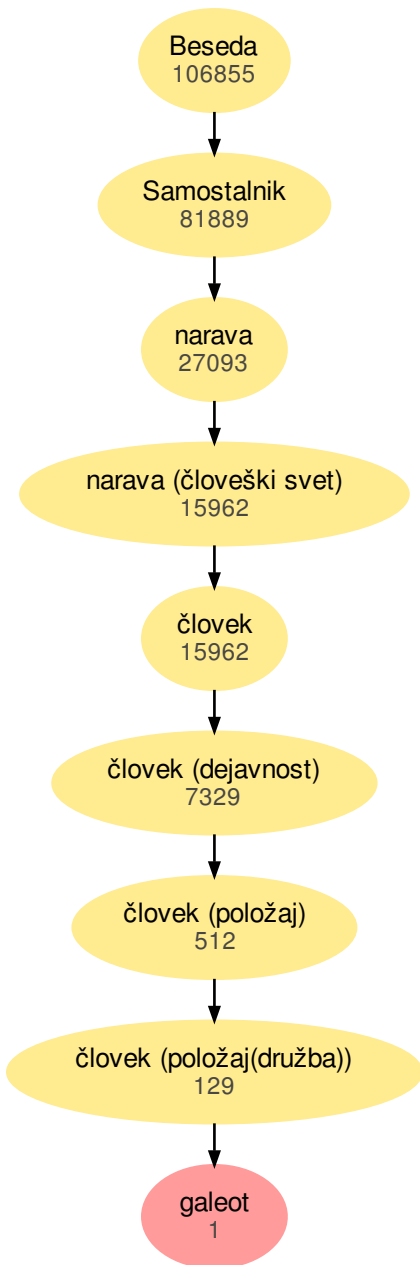 Beseda
106855
Samostalnik
81889
narava
27093
narava (človeški svet)
15962
človek
15962
človek (dejavnost)
7329
človek (položaj)
512
človek (položaj(družba))
129
galeot
1